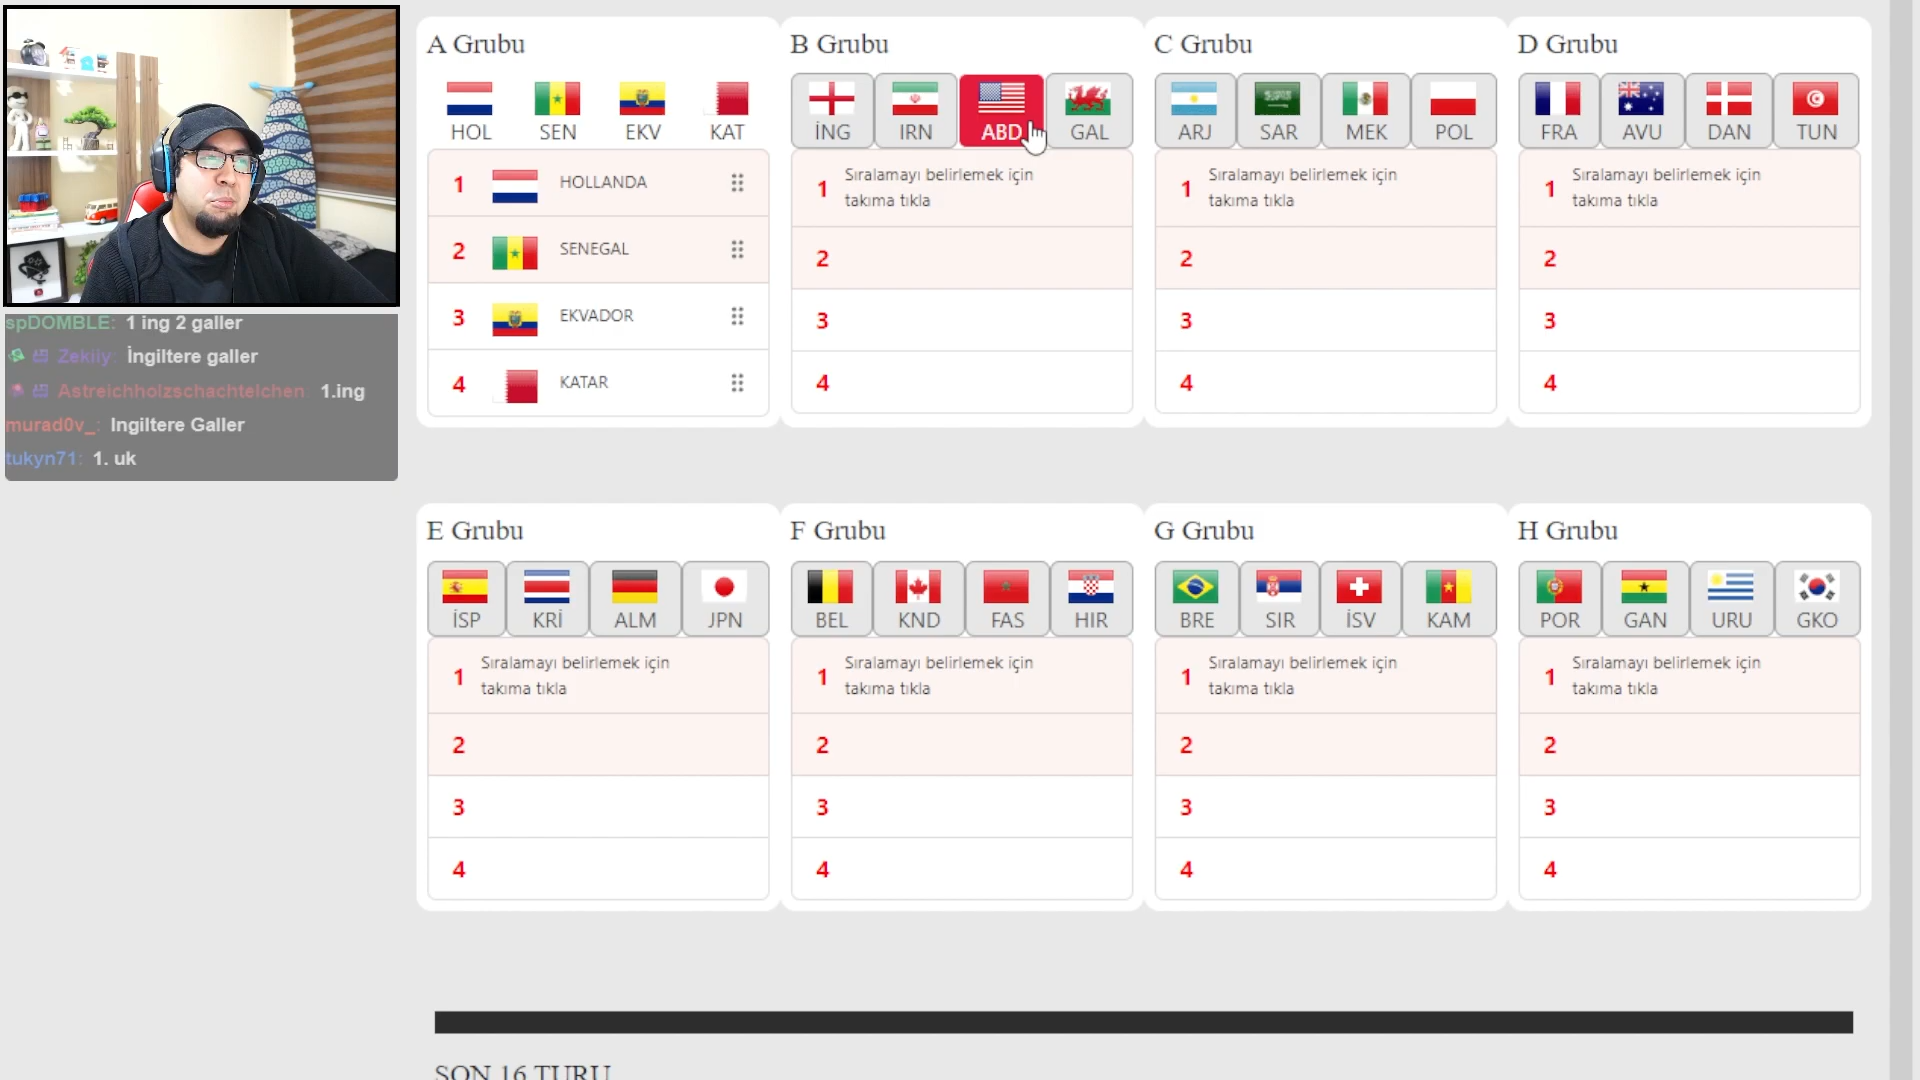 A Grubu
HOL SEN EKV KAT
1 HOLLANDA
2 SENEGAL
3 EKVADOR
4 KATAR
B Grubu
İNG IRN ABD GAL
1 Sıralamayı belirlemek için
takıma tıkla
2
3
4
C Grubu
ARJ SAR MEK POL
1 Sıralamayı belirlemek için
takıma tıkla
2
3
4
D Grubu
FRA AVU DAN TUN
1 Sıralamayı belirlemek için
takıma tıkla
2
3
4
spDOMBLE: 1 ing 2 galler
Zekily: İngiltere galler
Astreichholzschachtelchen: 1.ing
murad0v_: Ingiltere Galler
tukyn71: 1. uk
E Grubu
İSP KRİ ALM JPN
1 Sıralamayı belirlemek için
takıma tıkla
2
3
4
F Grubu
BEL KND FAS HIR
1 Sıralamayı belirlemek için
takıma tıkla
2
3
4
G Grubu
BRE SIR İSV KAM
1 Sıralamayı belirlemek için
takıma tıkla
2
3
4
H Grubu
POR GAN URU GKO
1 Sıralamayı belirlemek için
takıma tıkla
2
3
4
SON 16 TURU